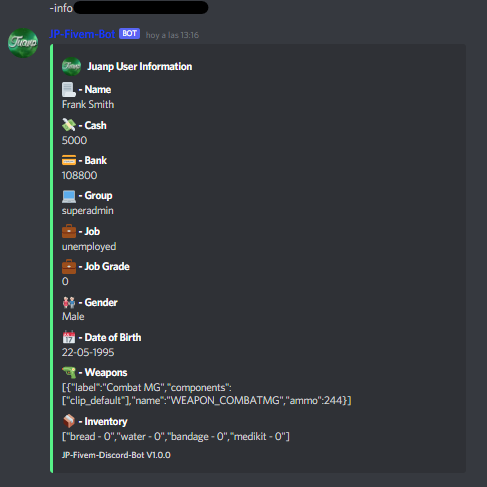 -info
JP-Fivem-Bot BOT hoy a las 13:16
Juanp User Information
- Name
Frank Smith
- Cash
5000
- Bank
108800
- Group
superadmin
- Job
unemployed
- Job Grade
0
- Gender
Male
- Date of Birth
22-05-1995
- Weapons
[{"label":"Combat MG","components":
["clip_default"],"name":"WEAPON_COMBATMG","ammo":244}]
- Inventory
["bread - 0","water - 0","bandage - 0","medikit - 0"]
JP-Fivem-Discord-Bot V1.0.0